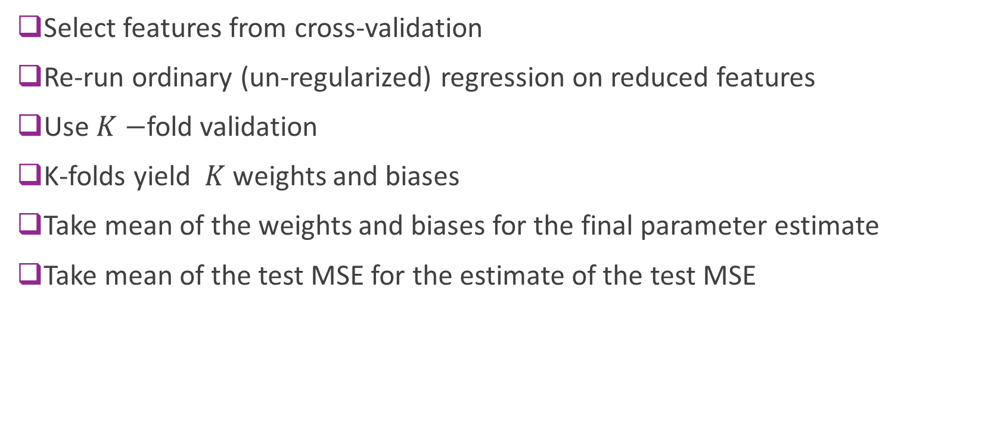 ❑Select features from cross-validation
❑Re-run ordinary (un-regularized) regression on reduced features
❑Use K −fold validation
❑K-folds yield K weights and biases
❑Take mean of the weights and biases for the final parameter estimate
❑Take mean of the test MSE for the estimate of the test MSE